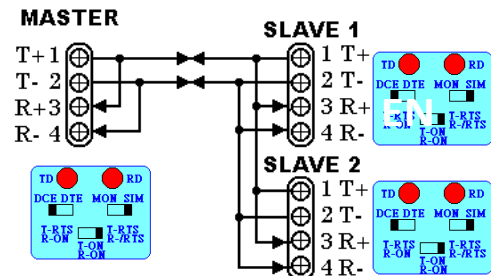 MASTER
T+ 1
T- 2
R+ 3
R- 4
TD RD
DCE DTE MON SIM
T-RTS T-RTS
R-ON R-/RTS
T-ON
R-ON
SLAVE 1
1 T+
2 T-
3 R+
4 R-
TD RD
DCE DTE MON SIM
EN
T-RTS T-RTS
R-ON R-/RTS
T-ON
R-ON
SLAVE 2
1 T+
2 T-
3 R+
4 R-
TD RD
DCE DTE MON SIM
T-RTS T-RTS
R-ON R-/RTS
T-ON
R-ON